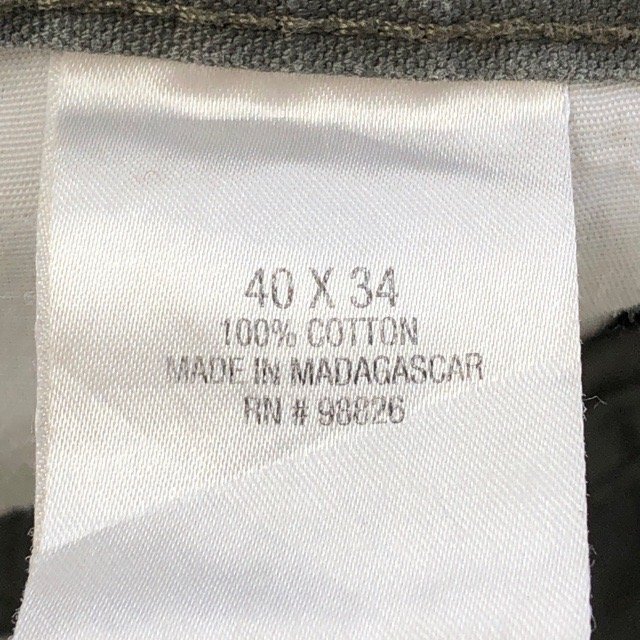 40 X 34
100% COTTON
MADE IN MADAGASCAR
RN # 98826